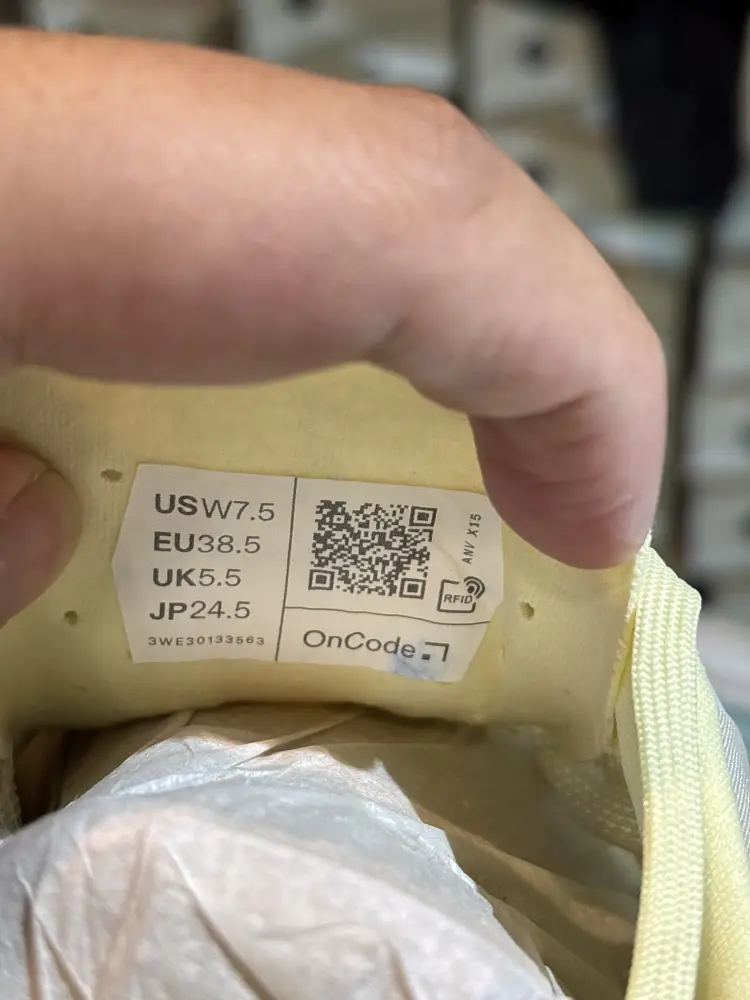 USW7.5
EU38.5
UK5.5
JP24.5
3WE30133563
ANV X15
RFID
OnCode